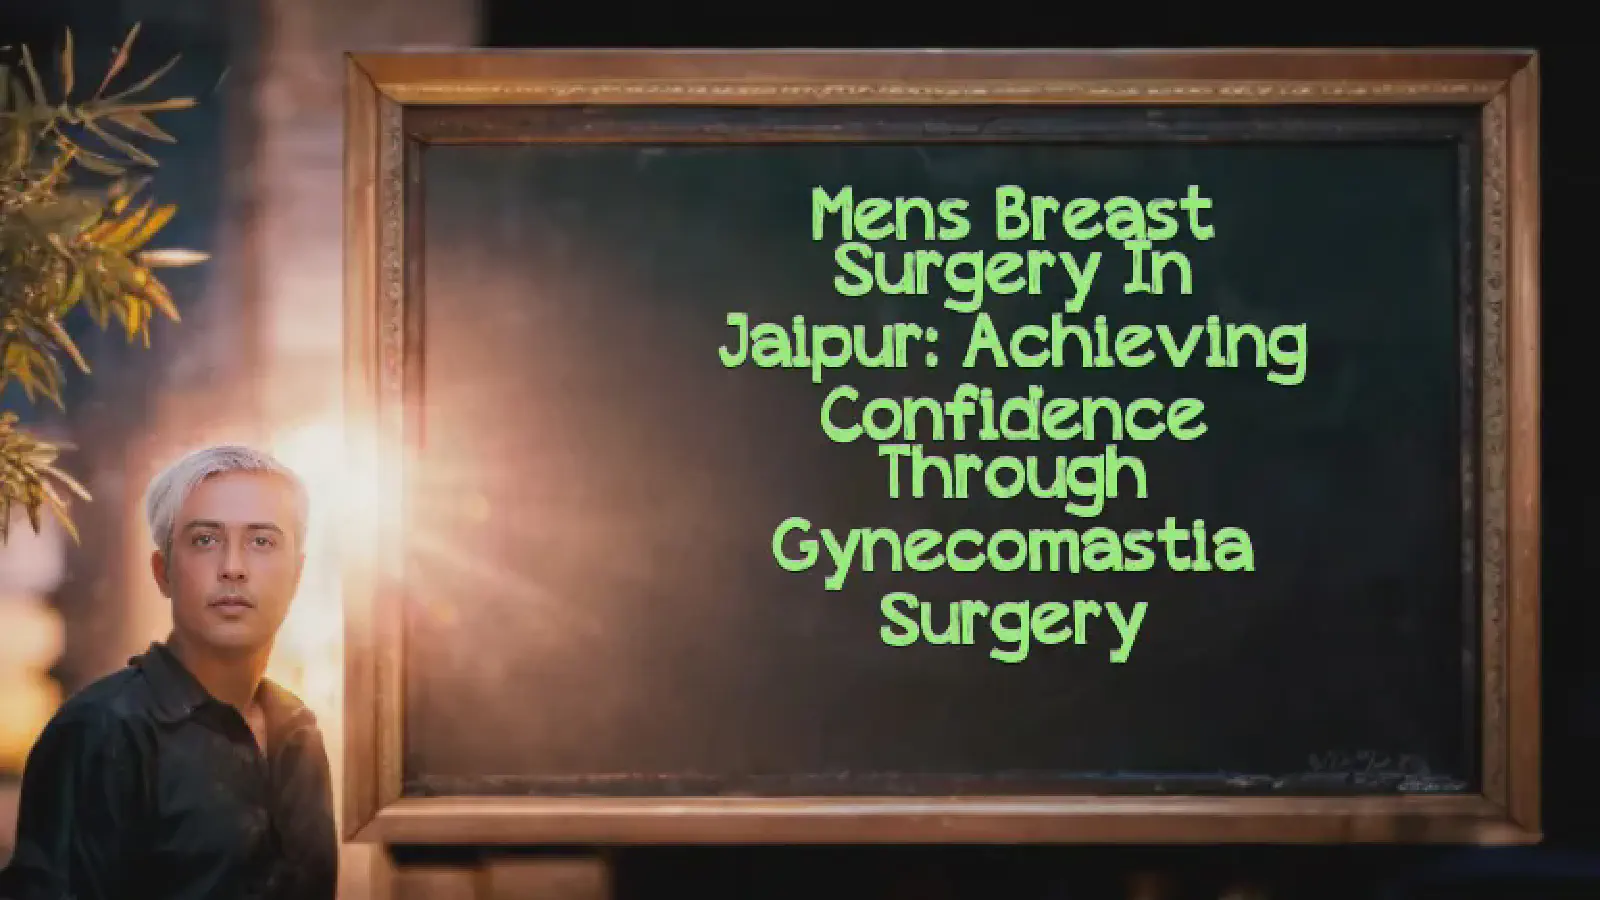 Mens Breast
Surgery In
Jaipur: Achieving
Confidence
Through
Gynecomastia
Surgery